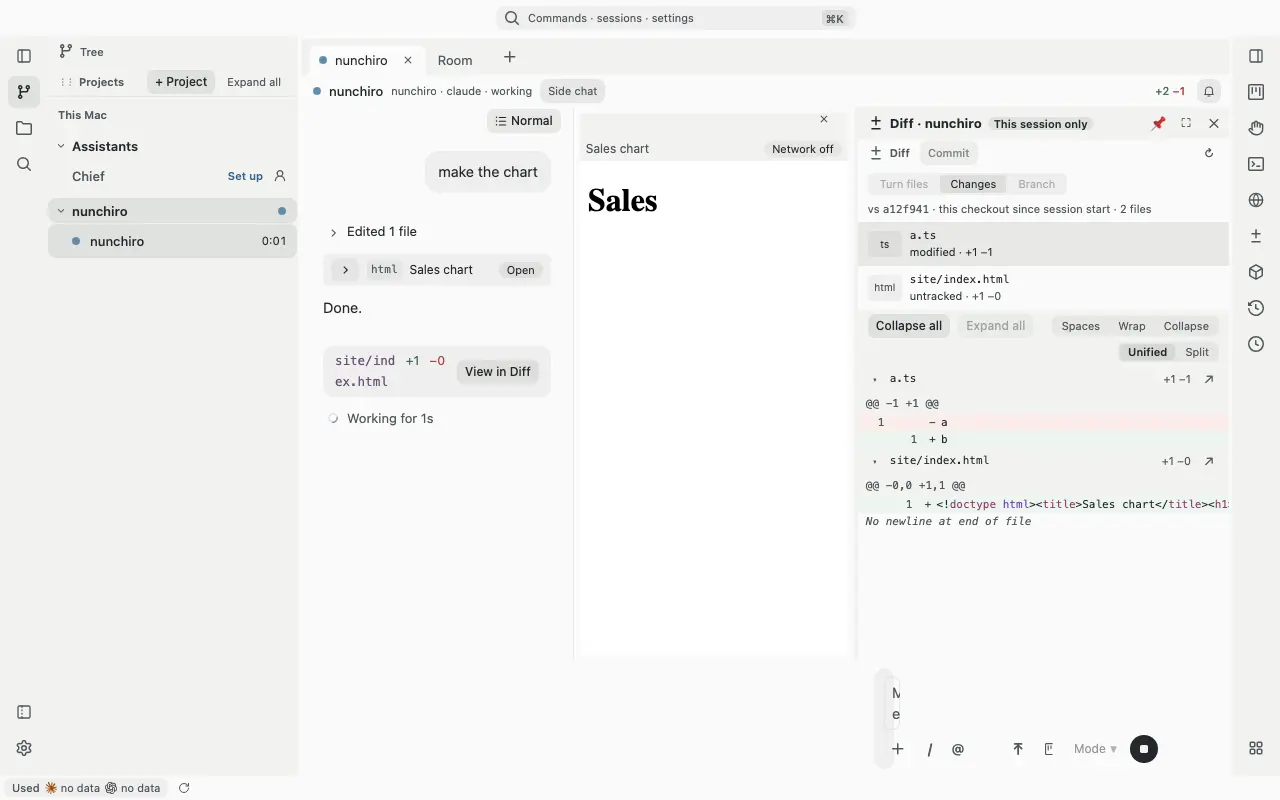 Commands · sessions · settings
⌘K
Tree
Projects
+ Project
Expand all
This Mac
Assistants
Chief
Set up
nunchiro
nunchiro
0:01
nunchiro ×
Room
+
nunchiro nunchiro · claude · working
Side chat
+2 −1
Normal
make the chart
Edited 1 file
html Sales chart
Open
Done.
site/ind
ex.html
+1 −0
View in Diff
Working for 1s
×
Sales chart
Network off
Sales
Diff · nunchiro
This session only
Diff
Commit
Turn files
Changes
Branch
vs a12f941 · this checkout since session start · 2 files
ts
a.ts
modified · +1 −1
html
site/index.html
untracked · +1 −0
Collapse all
Expand all
Spaces
Wrap
Collapse
Unified
Split
a.ts
+1 −1
@@ −1 +1 @@
1 − a
1 + b
site/index.html
+1 −0
@@ −0,0 +1,1 @@
1 + <!doctype html><title>Sales chart</title><h1
No newline at end of file
e
+ / @
Mode
Used
no data
no data